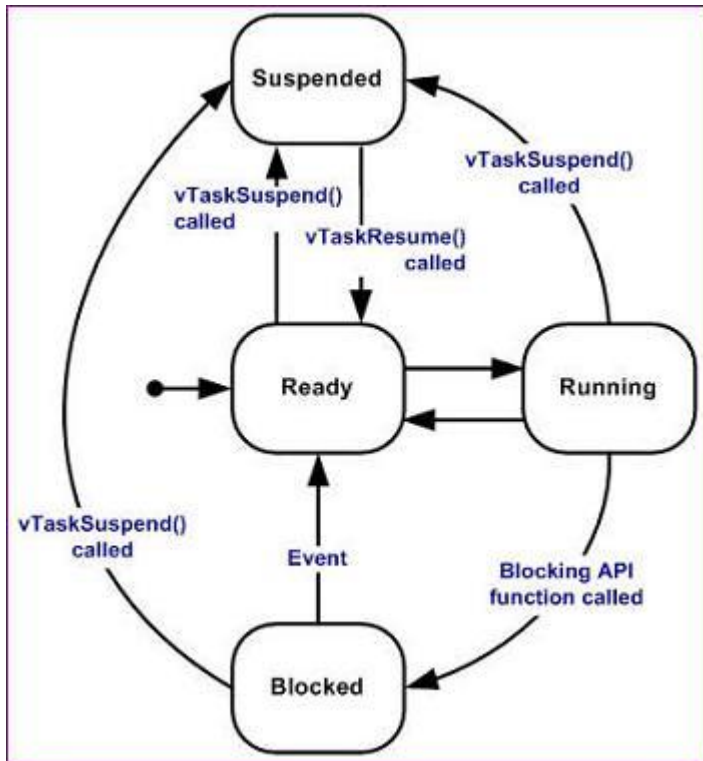 Suspended
vTaskSuspend()
called
vTaskSuspend()
called
vTaskResume()
called
Ready
Running
vTaskSuspend()
called
Event
Blocking API
function called
Blocked